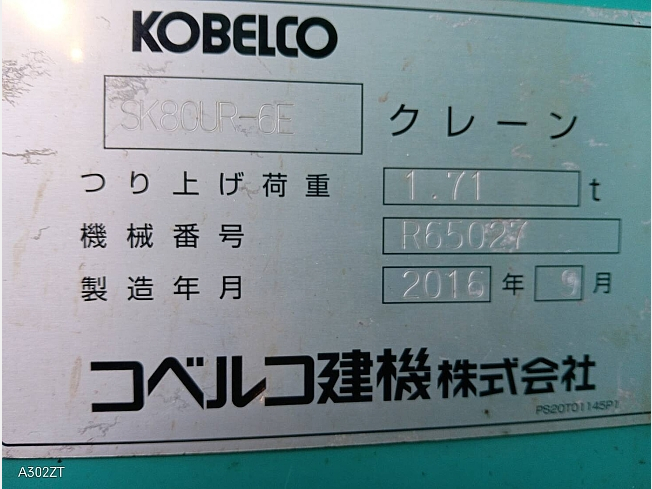 KOBELCO
SK80UR-6E クレーン
つり上げ荷重 1.71 t
機械番号 R65027
製造年月 2016 年 9 月
コベルコ建機株式会社
PS20T01145P1
A302ZT